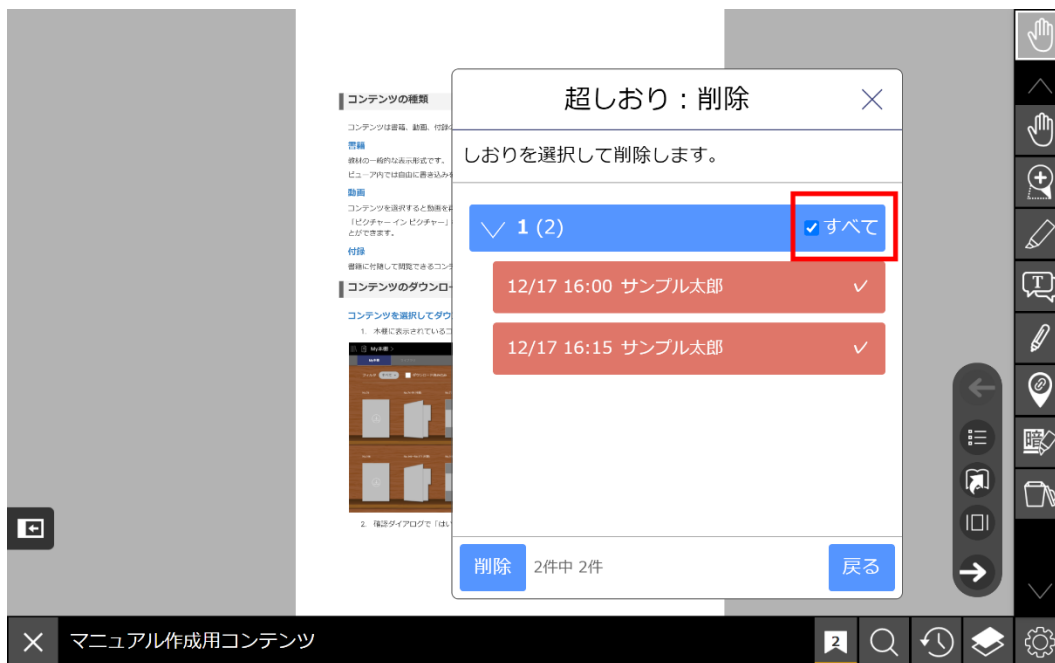 コンテンツの種類
コンテンツは書籍、動画、付録の
書籍
教材の一般的な表示形式です。
ビューア内では自由に書き込みを
動画
コンテンツを選択すると動画を再
「ピクチャーインピクチャー」
とができます。
付録
書籍に付随して閲覧できるコンテ
コンテンツのダウンロー
コンテンツを選択してダウ
1. 本棚に表示されているコ
My本棚
2. 確認ダイアログで「はい
超しおり：削除
しおりを選択して削除します。
1 (2) すべて
12/17 16:00 サンプル太郎
12/17 16:15 サンプル太郎
削除 2件中 2件 戻る
T
暗
マニュアル作成用コンテンツ
2